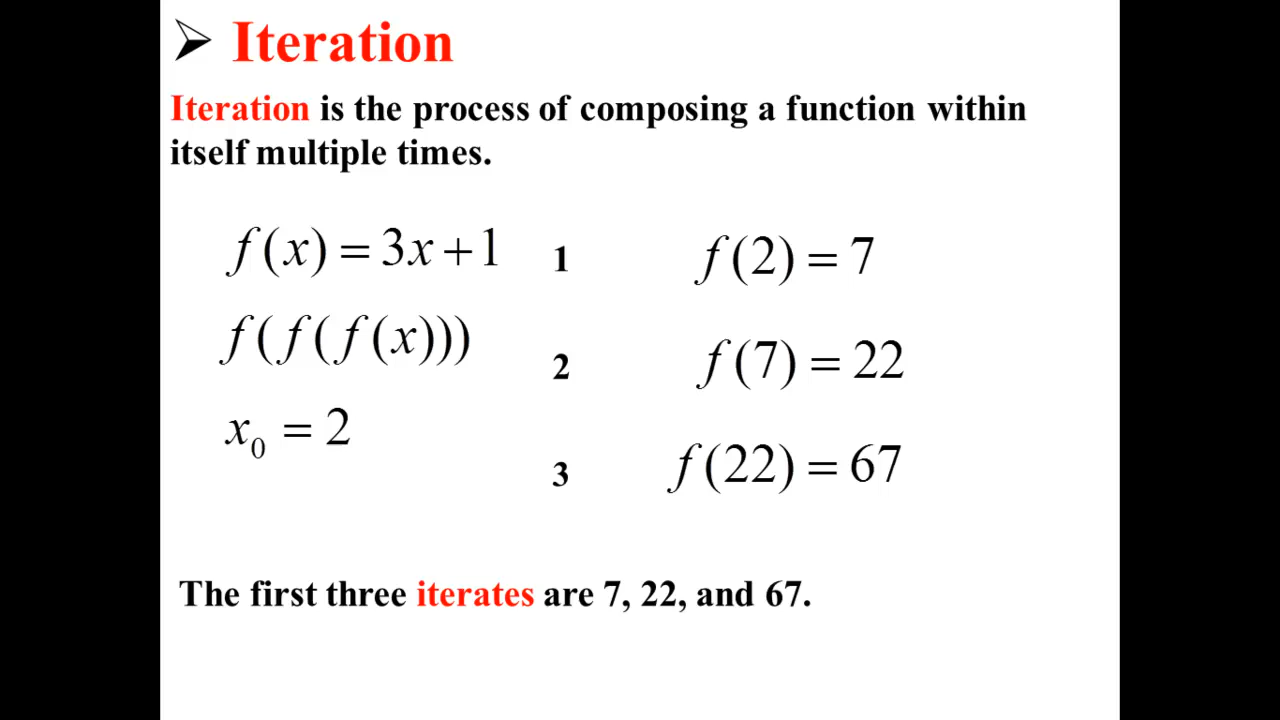 ➢ Iteration
Iteration is the process of composing a function within
itself multiple times.
f(x) = 3x + 1
f(f(f(x)))
x₀ = 2
1 f(2) = 7
2 f(7) = 22
3 f(22) = 67
The first three iterates are 7, 22, and 67.